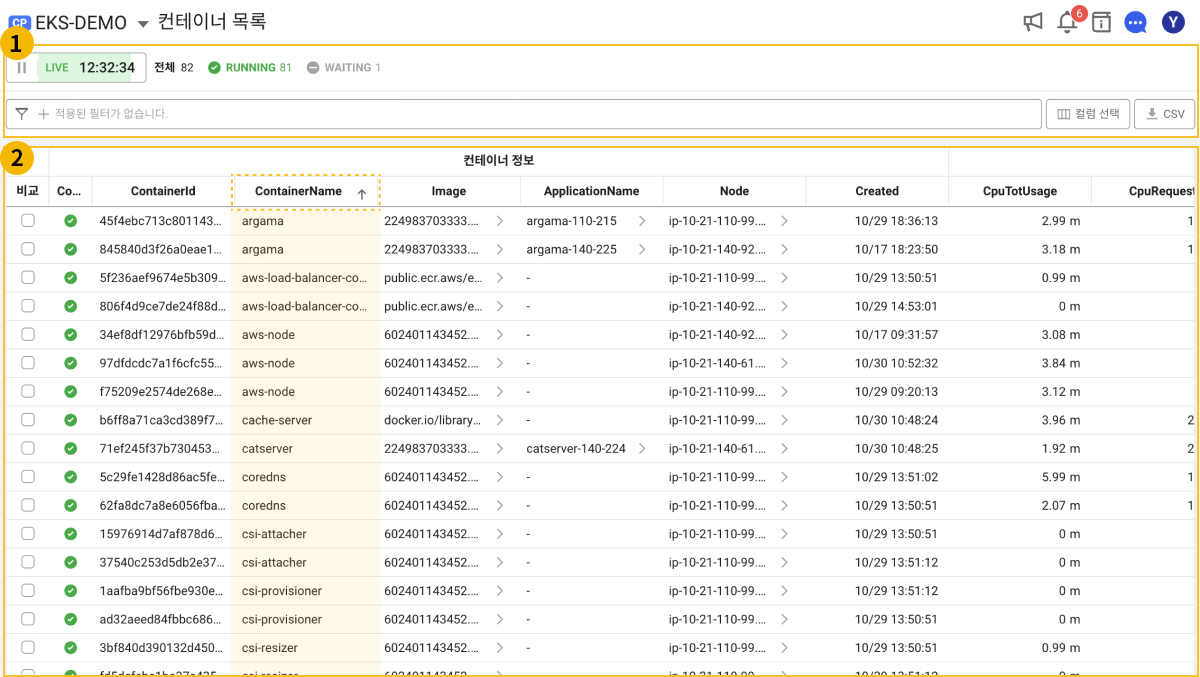 CP EKS-DEMO 컨테이너 목록 6 Y
1
LIVE 12:32:34 전체 82 RUNNING 81 WAITING 1
적용된 필터가 없습니다. 컬럼 선택 CSV
2
컨테이너 정보
비교 Co... ContainerId ContainerName Image ApplicationName Node Created CpuTotUsage CpuRequest
45f4ebc713c801143... argama 224983703333.... argama-110-215 ip-10-21-110-99.... 10/29 18:36:13 2.99 m 1
845840d3f26a0eae1... argama 224983703333.... argama-140-225 ip-10-21-140-92.... 10/17 18:23:50 3.18 m 1
5f236aef9674e5b309... aws-load-balancer-co... public.ecr.aws/e... - ip-10-21-110-99.... 10/29 13:50:51 0.99 m
806f4d9ce7de24f88d... aws-load-balancer-co... public.ecr.aws/e... - ip-10-21-140-92.... 10/29 14:53:01 0 m
34ef8df12976bfb59d... aws-node 602401143452.... - ip-10-21-140-92.... 10/17 09:31:57 3.08 m
97dfdcdc7a1f6cfc55... aws-node 602401143452.... - ip-10-21-140-61.... 10/30 10:52:32 3.84 m
f75209e2574de268e... aws-node 602401143452.... - ip-10-21-110-99.... 10/29 09:20:13 3.12 m
b6ff8a71ca3cd389f7... cache-server docker.io/library... - ip-10-21-110-99.... 10/30 10:48:24 3.96 m 2
71ef245f37b730453... catserver 224983703333.... catserver-140-224 ip-10-21-140-61.... 10/30 10:48:25 1.92 m 2
5c29fe1428d86ac5fe... coredns 602401143452.... - ip-10-21-110-99.... 10/29 13:51:02 5.99 m 1
62fa8dc7a8e6056fba... coredns 602401143452.... - ip-10-21-110-99.... 10/29 13:50:51 2.07 m 1
15976914d7af878d6... csi-attacher 602401143452.... - ip-10-21-110-99.... 10/29 13:50:51 0 m
37540c253d5db2e37... csi-attacher 602401143452.... - ip-10-21-110-99.... 10/29 13:51:12 0 m
1aafba9bf56fbe930e... csi-provisioner 602401143452.... - ip-10-21-110-99.... 10/29 13:51:12 0 m
ad32aeed84fbbc686... csi-provisioner 602401143452.... - ip-10-21-110-99.... 10/29 13:50:51 0 m
3bf840d390132d450... csi-resizer 602401143452.... - ip-10-21-110-99.... 10/29 13:50:51 0.99 m